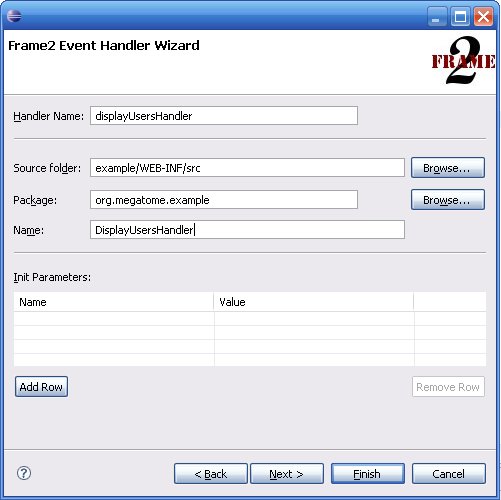 Frame2 Event Handler Wizard
FRAME 2
Handler Name: displayUsersHandler
Source folder: example/WEB-INF/src Browse...
Package: org.megatome.example Browse...
Name: DisplayUsersHandler
Init Parameters:
Name Value
Add Row Remove Row
? < Back Next > Finish Cancel